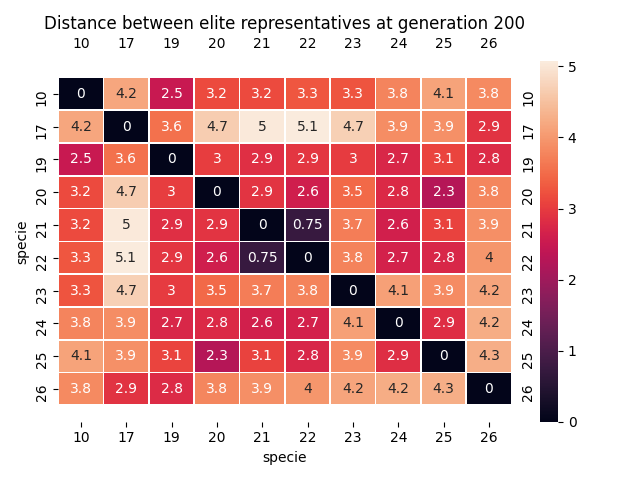 Distance between elite representatives at generation 200
10 17 19 20 21 22 23 24 25 26
10 0 4.2 2.5 3.2 3.2 3.3 3.3 3.8 4.1 3.8 10
17 4.2 0 3.6 4.7 5 5.1 4.7 3.9 3.9 2.9 17
19 2.5 3.6 0 3 2.9 2.9 3 2.7 3.1 2.8 19
20 3.2 4.7 3 0 2.9 2.6 3.5 2.8 2.3 3.8 20
21 3.2 5 2.9 2.9 0 0.75 3.7 2.6 3.1 3.9 21
22 3.3 5.1 2.9 2.6 0.75 0 3.8 2.7 2.8 4 22
23 3.3 4.7 3 3.5 3.7 3.8 0 4.1 3.9 4.2 23
24 3.8 3.9 2.7 2.8 2.6 2.7 4.1 0 2.9 4.2 24
25 4.1 3.9 3.1 2.3 3.1 2.8 3.9 2.9 0 4.3 25
26 3.8 2.9 2.8 3.8 3.9 4 4.2 4.2 4.3 0 26
10 17 19 20 21 22 23 24 25 26
specie
specie
5
4
3
2
1
0